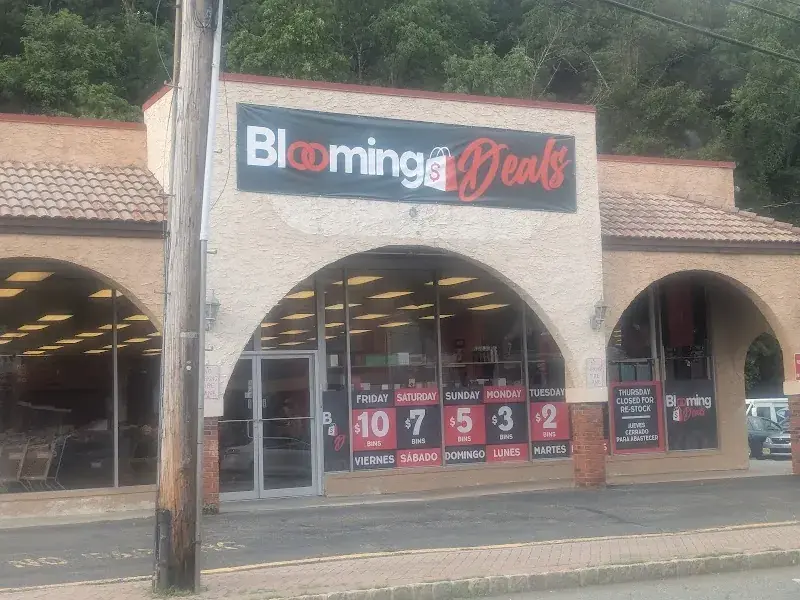 Blooming $ Deals
FRIDAY SATURDAY SUNDAY MONDAY TUESDAY
$10 $7 $5 $3 $2
BINS BINS BINS BINS BINS
VIERNES SÁBADO DOMINGO LUNES MARTES
THURSDAY
CLOSED FOR
RE-STOCK
JUEVES
CERRADO
PARA ABASTECER
Blooming
$ Deals